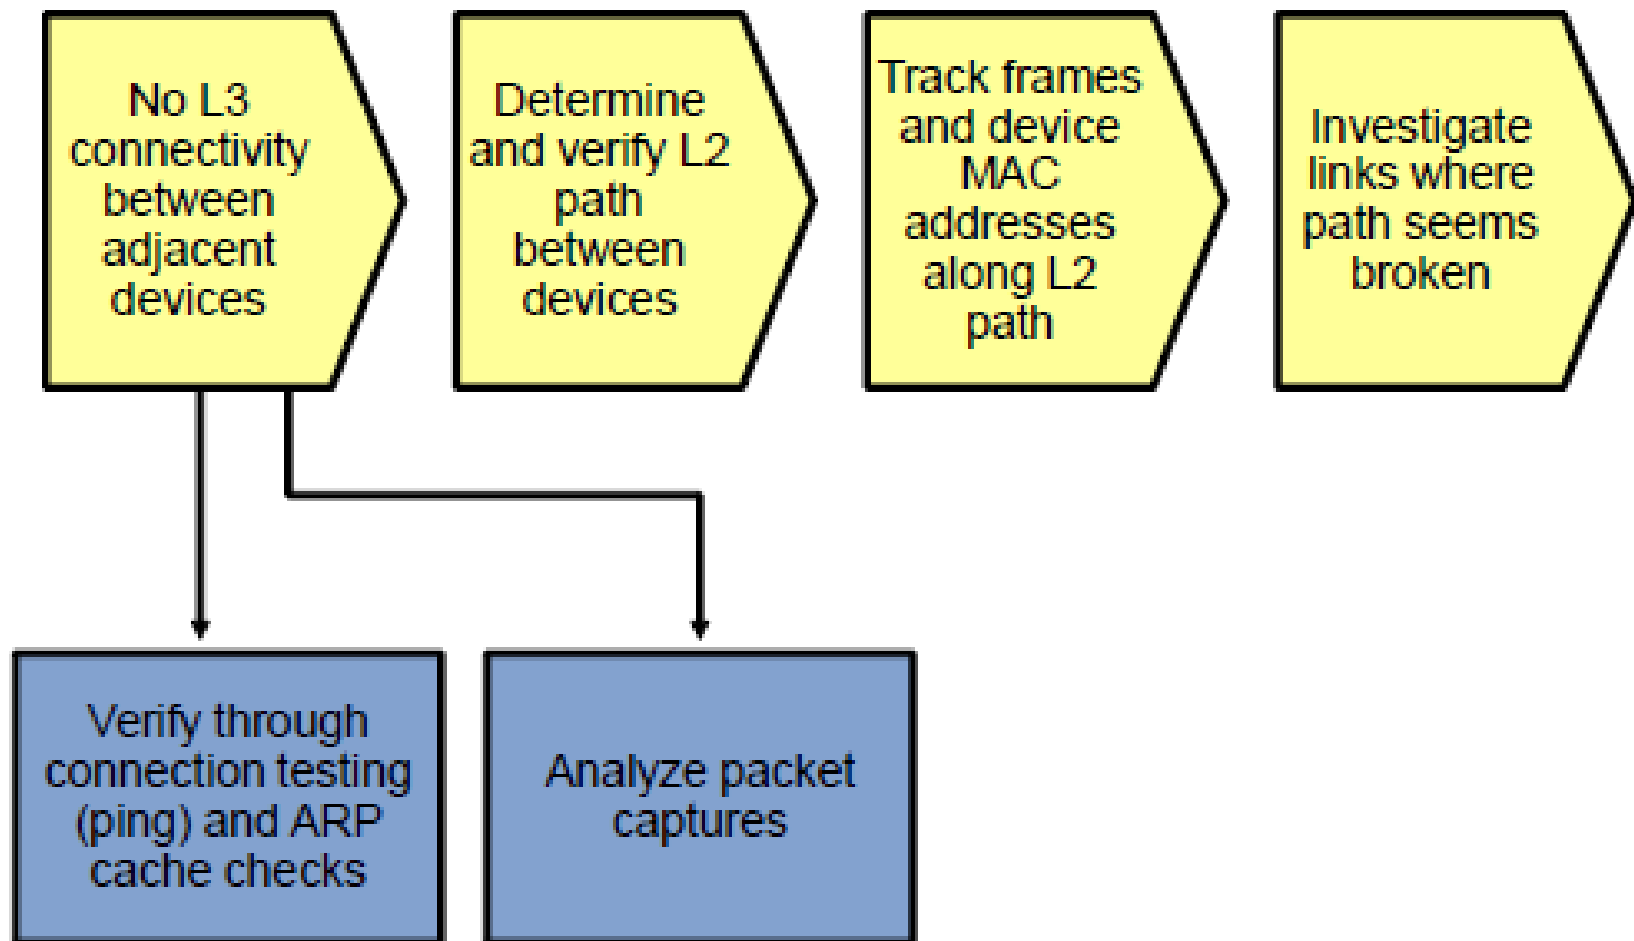 No L3
connectivity
between
adjacent
devices
Determine
and verify L2
path
between
devices
Track frames
and device
MAC
addresses
along L2
path
Investigate
links where
path seems
broken
Verify through
connection testing
(ping) and ARP
cache checks
Analyze packet
captures